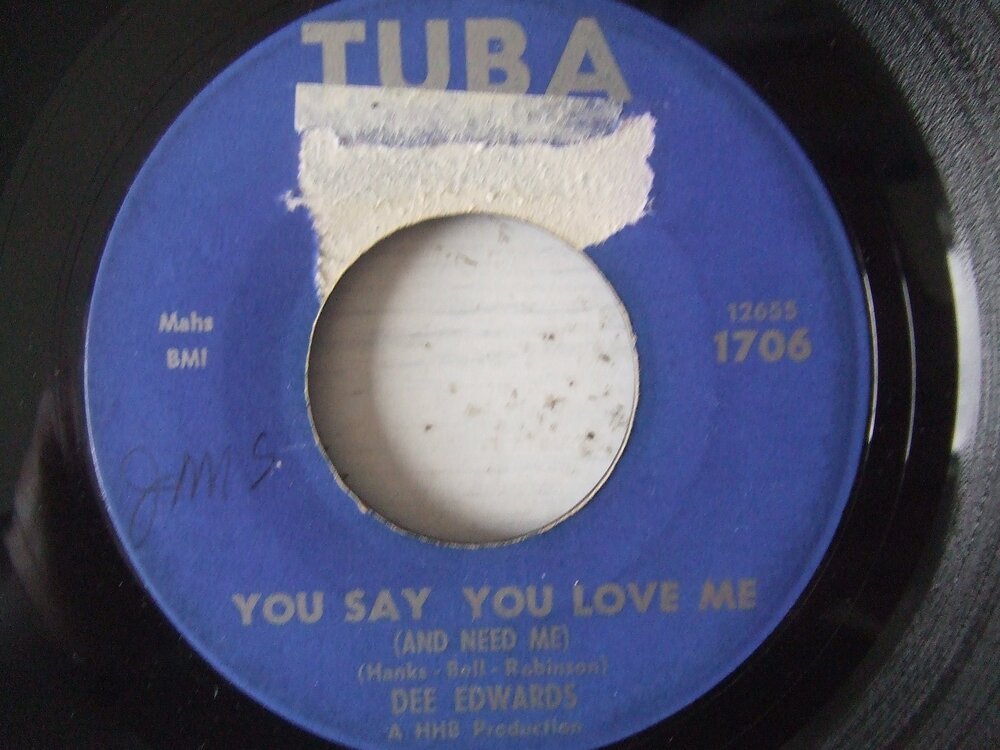 TUBA
Mahs
BMI
12655
1706
JMS
YOU SAY YOU LOVE ME
(AND NEED ME)
(Hanks - Bell - Robinson)
DEE EDWARDS
A HHB Production